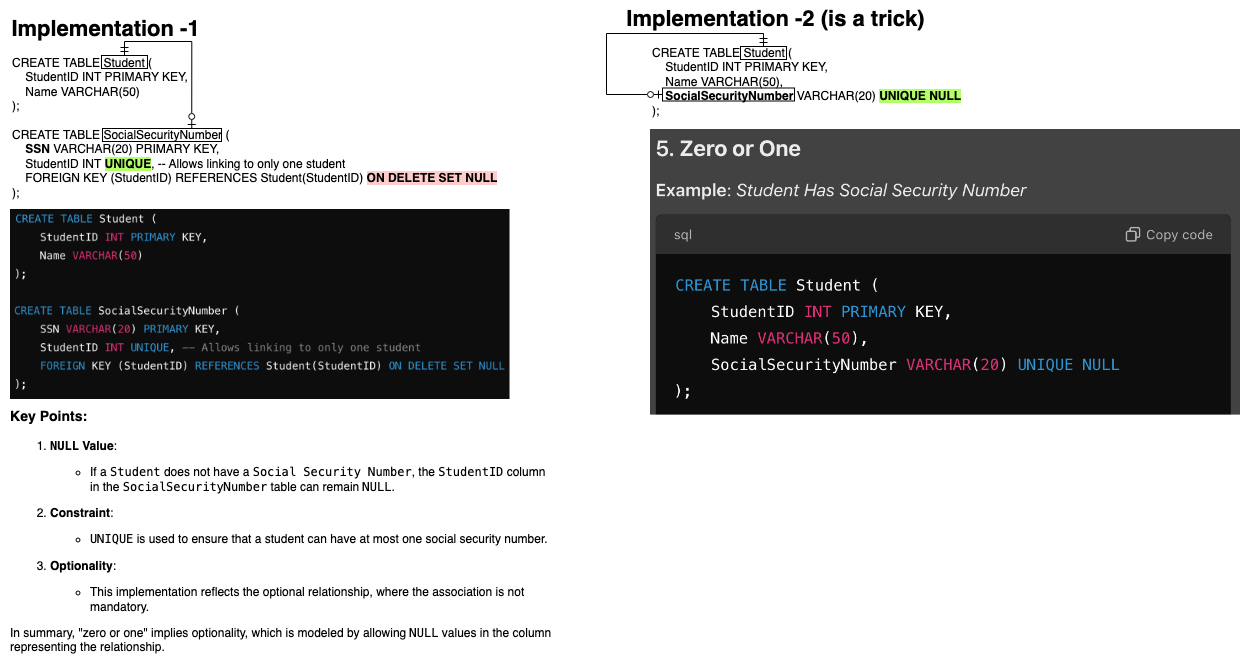 Implementation -1
CREATE TABLE Student (
StudentID INT PRIMARY KEY,
Name VARCHAR(50)
);
CREATE TABLE SocialSecurityNumber (
SSN VARCHAR(20) PRIMARY KEY,
StudentID INT UNIQUE, -- Allows linking to only one student
FOREIGN KEY (StudentID) REFERENCES Student(StudentID) ON DELETE SET NULL
);
CREATE TABLE Student (
StudentID INT PRIMARY KEY,
Name VARCHAR(50)
);
CREATE TABLE SocialSecurityNumber (
SSN VARCHAR(20) PRIMARY KEY,
StudentID INT UNIQUE, -- Allows linking to only one student
FOREIGN KEY (StudentID) REFERENCES Student(StudentID) ON DELETE SET NULL
);
Key Points:
1. NULL Value:
◦ If a Student does not have a Social Security Number, the StudentID column
in the SocialSecurityNumber table can remain NULL.
2. Constraint:
◦ UNIQUE is used to ensure that a student can have at most one social security number.
3. Optionality:
◦ This implementation reflects the optional relationship, where the association is not
mandatory.
In summary, "zero or one" implies optionality, which is modeled by allowing NULL values in the column
representing the relationship.
Implementation -2 (is a trick)
CREATE TABLE Student (
StudentID INT PRIMARY KEY,
Name VARCHAR(50),
SocialSecurityNumber VARCHAR(20) UNIQUE NULL
);
5. Zero or One
Example: Student Has Social Security Number
sql
Copy code
CREATE TABLE Student (
StudentID INT PRIMARY KEY,
Name VARCHAR(50),
SocialSecurityNumber VARCHAR(20) UNIQUE NULL
);